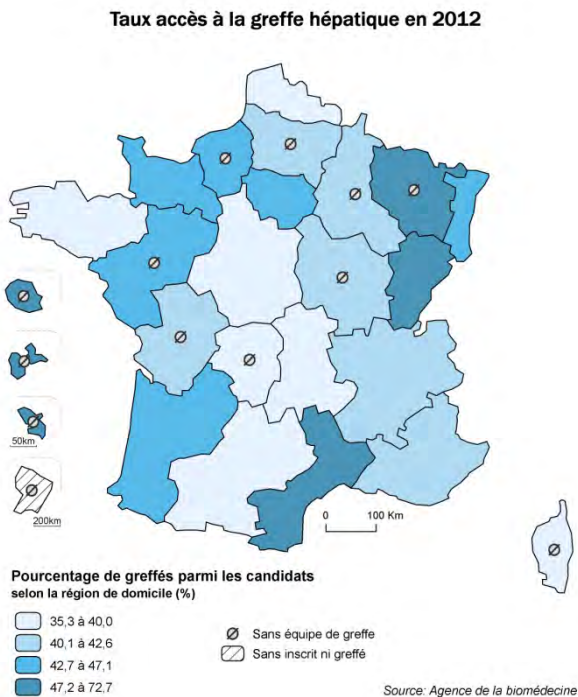 Taux accès à la greffe hépatique en 2012
50km
200km
0 100 Km
Pourcentage de greffés parmi les candidats
selon la région de domicile (%)
35,3 à 40,0
40,1 à 42,6
42,7 à 47,1
47,2 à 72,7
Sans équipe de greffe
Sans inscrit ni greffé
Source: Agence de la biomédecine